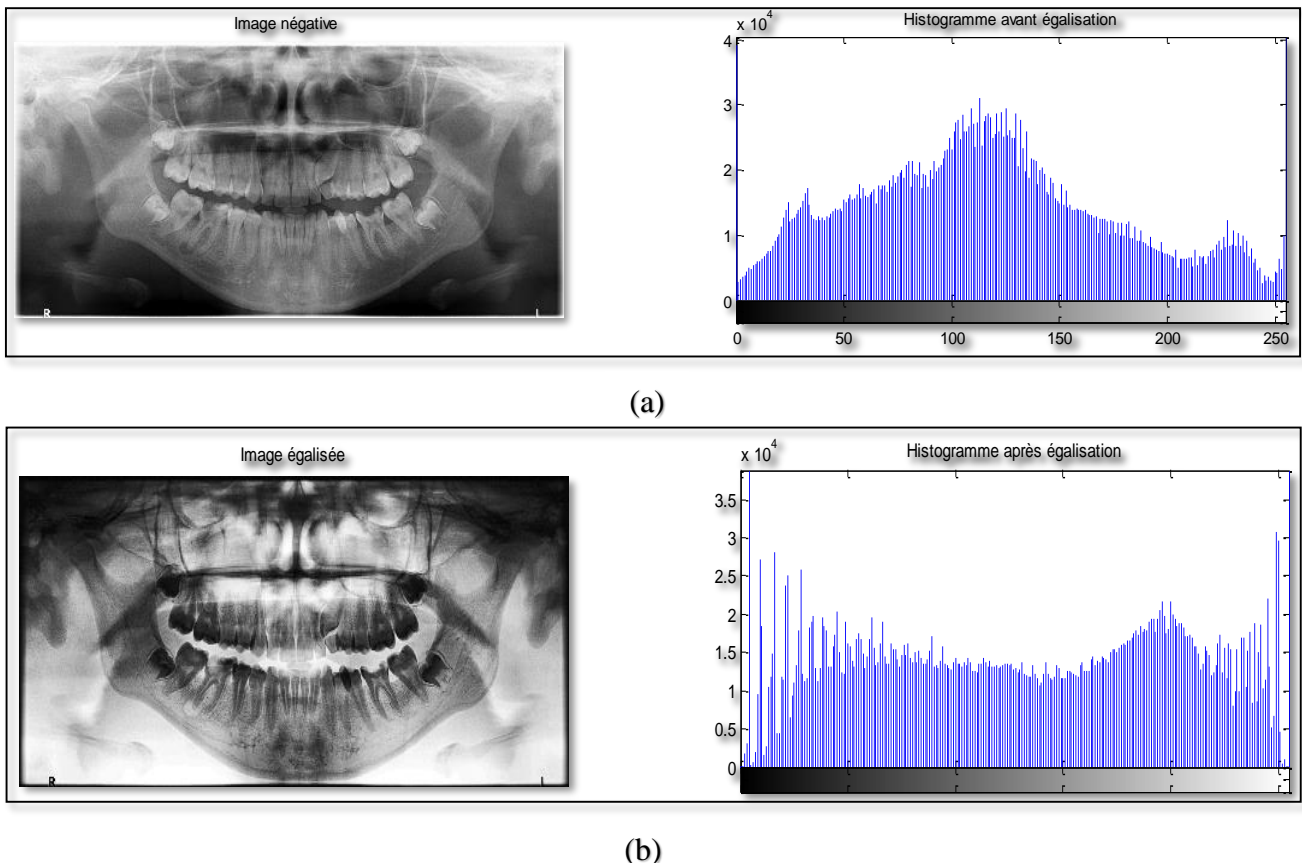 Image négative
Histogramme avant égalisation
x 10^4
4
3
2
1
0
0 50 100 150 200 250
R L
(a)
Image égalisée
Histogramme après égalisation
x 10^4
3.5
3
2.5
2
1.5
1
0.5
0
R L
(b)